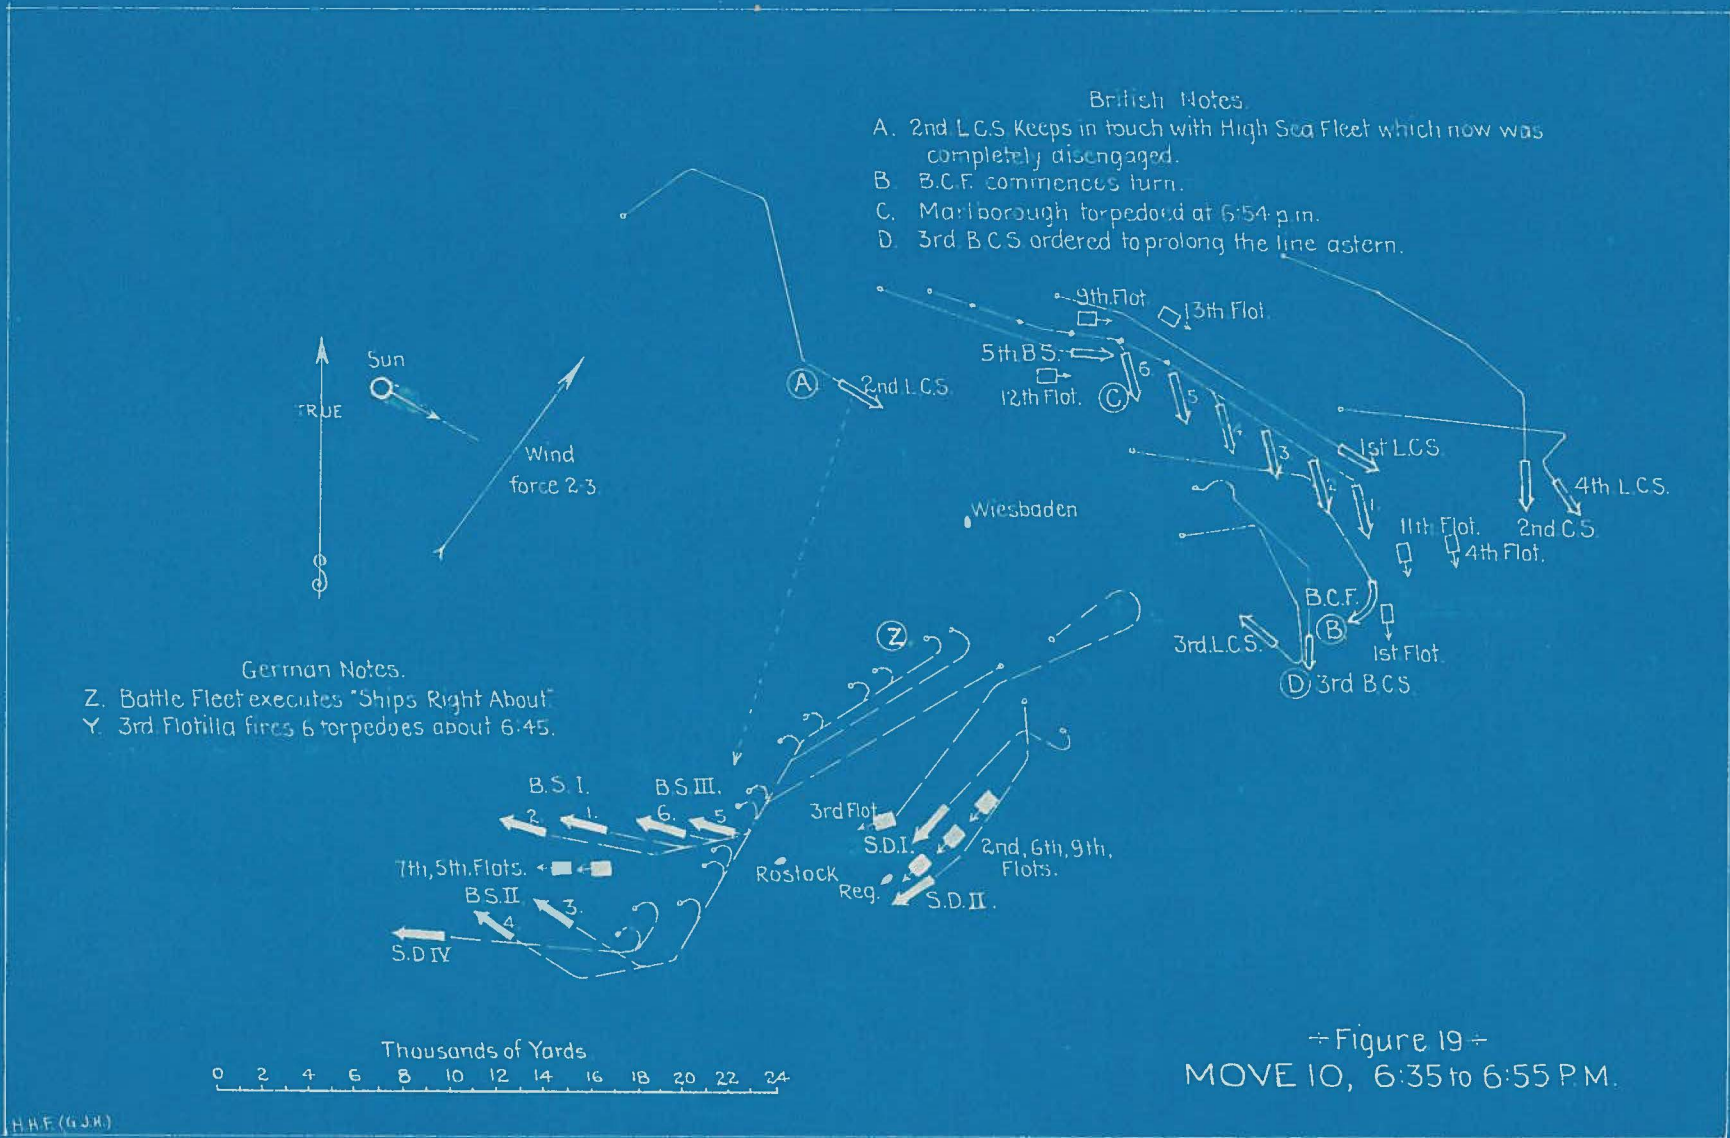 British Notes.
A. 2nd L.C.S. Keeps in touch with High Sea Fleet which now was
completely disengaged.
B. B.C.F. commences turn.
C. Marlborough torpedoed at 6:54 p.m.
D. 3rd B.C.S. ordered to prolong the line astern.
9th. Flot.
13th. Flot.
5th B.S.
12th Flot.
C
6.
5
4
3
2
1
A
2nd L.C.S.
1st L.C.S.
4th L.C.S.
2nd C.S.
11th Flot.
4th Flot.
Sun
TRUE
Wind
force 2-3.
Wiesbaden
B.C.F.
B
1st Flot.
3rd. L.C.S.
D 3rd B.C.S.
Z
German Notes.
Z. Battle Fleet executes "Ships Right About"
Y. 3rd Flotilla fires 6 torpedoes about 6:45.
B.S. I.
B.S. III.
2.
1.
6.
5
7th, 5th. Flots.
B.S. II
4
3.
S.D IV
3rd Flot.
S.D.I.
2nd, 6th, 9th,
Flots.
Rostock
Reg.
S.D. II.
Thousands of Yards
0 2 4 6 8 10 12 14 16 18 20 22 24
÷ Figure 19 ÷
MOVE 10, 6:35 to 6:55 P.M.
H.H.F. (G.J.H.)